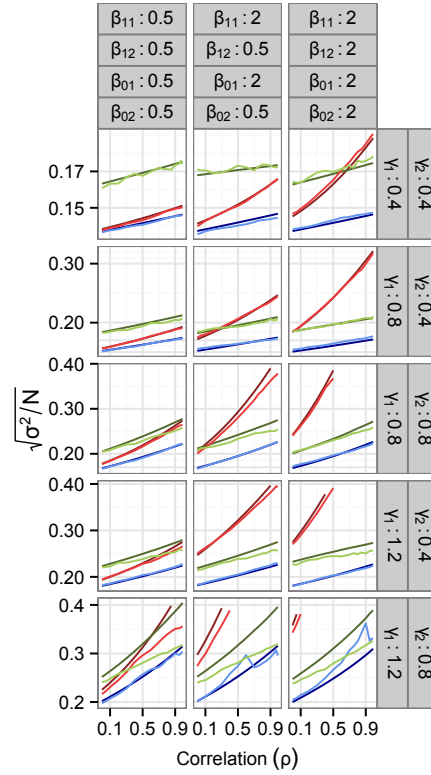 β11 : 0.5 β11 : 2 β11 : 2
β12 : 0.5 β12 : 0.5 β12 : 2
β01 : 0.5 β01 : 2 β01 : 2
β02 : 0.5 β02 : 0.5 β02 : 2
0.17
0.15
γ1 : 0.4 γ2 : 0.4
0.30
0.20
γ1 : 0.8 γ2 : 0.4
0.40
0.30
0.20
γ1 : 0.8 γ2 : 0.8
0.40
0.30
0.20
γ1 : 1.2 γ2 : 0.4
0.4
0.3
0.2
γ1 : 1.2 γ2 : 0.8
√σ²/N
0.1 0.5 0.9 0.1 0.5 0.9 0.1 0.5 0.9
Correlation (ρ)